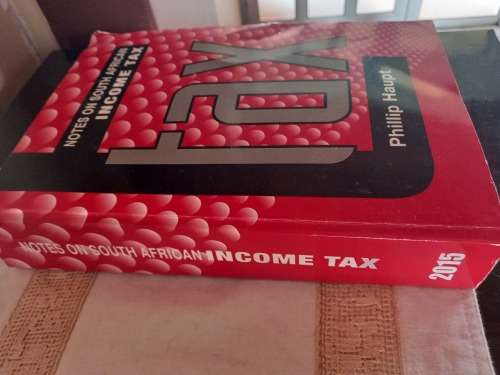 NOTES ON SOUTH AFRICAN
INCOME TAX
tax
Phillip Haupt
NOTES ON SOUTH AFRICAN INCOME TAX
2015